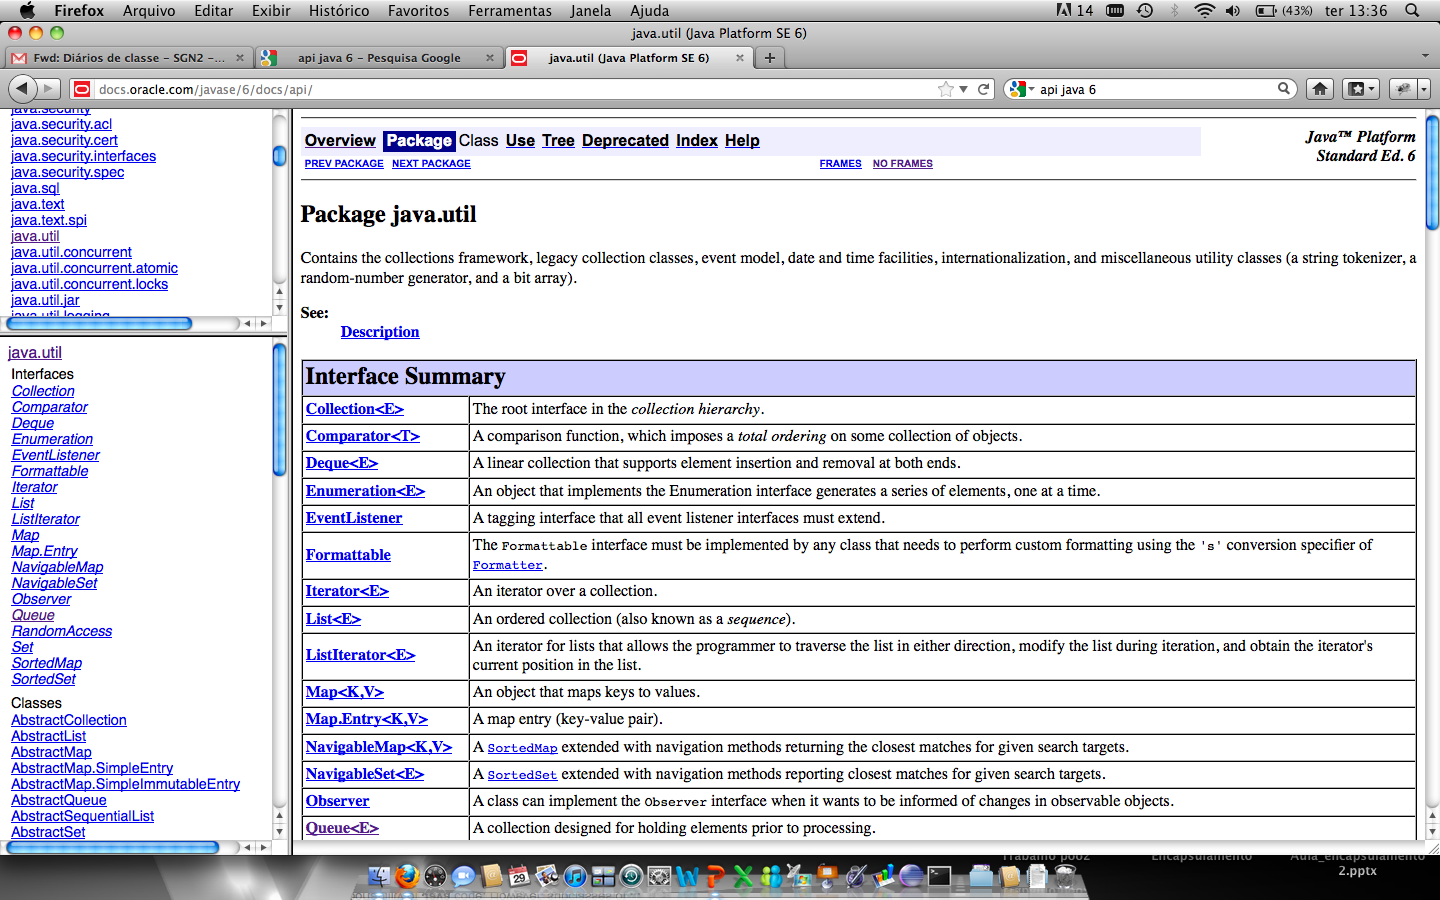 Firefox Arquivo Editar Exibir Histórico Favoritos Ferramentas Janela Ajuda 14 (43%) ter 13:36
java.util (Java Platform SE 6)
Fwd: Diários de classe – SGN2 –... api java 6 – Pesquisa Google java.util (Java Platform SE 6)
docs.oracle.com/javase/6/docs/api/ api java 6
java.security
java.security.acl
java.security.cert
java.security.interfaces
java.security.spec
java.sql
java.text
java.text.spi
java.util
java.util.concurrent
java.util.concurrent.atomic
java.util.concurrent.locks
java.util.jar
java.util.logging
java.util
Interfaces
Collection
Comparator
Deque
Enumeration
EventListener
Formattable
Iterator
List
ListIterator
Map
Map.Entry
NavigableMap
NavigableSet
Observer
Queue
RandomAccess
Set
SortedMap
SortedSet
Classes
AbstractCollection
AbstractList
AbstractMap
AbstractMap.SimpleEntry
AbstractMap.SimpleImmutableEntry
AbstractQueue
AbstractSequentialList
AbstractSet
Overview Package Class Use Tree Deprecated Index Help
Java™ Platform
Standard Ed. 6
PREV PACKAGE NEXT PACKAGE FRAMES NO FRAMES
Package java.util
Contains the collections framework, legacy collection classes, event model, date and time facilities, internationalization, and miscellaneous utility classes (a string tokenizer, a
random-number generator, and a bit array).
See:
Description
Interface Summary
Collection<E> The root interface in the collection hierarchy.
Comparator<T> A comparison function, which imposes a total ordering on some collection of objects.
Deque<E> A linear collection that supports element insertion and removal at both ends.
Enumeration<E> An object that implements the Enumeration interface generates a series of elements, one at a time.
EventListener A tagging interface that all event listener interfaces must extend.
Formattable The Formattable interface must be implemented by any class that needs to perform custom formatting using the 's' conversion specifier of
Formatter.
Iterator<E> An iterator over a collection.
List<E> An ordered collection (also known as a sequence).
ListIterator<E> An iterator for lists that allows the programmer to traverse the list in either direction, modify the list during iteration, and obtain the iterator's
current position in the list.
Map<K,V> An object that maps keys to values.
Map.Entry<K,V> A map entry (key-value pair).
NavigableMap<K,V> A SortedMap extended with navigation methods returning the closest matches for given search targets.
NavigableSet<E> A SortedSet extended with navigation methods reporting closest matches for given search targets.
Observer A class can implement the Observer interface when it wants to be informed of changes in observable objects.
Queue<E> A collection designed for holding elements prior to processing.
Trabalho poo2 Encapsulamento Aula_encapsulamento
2.pptx